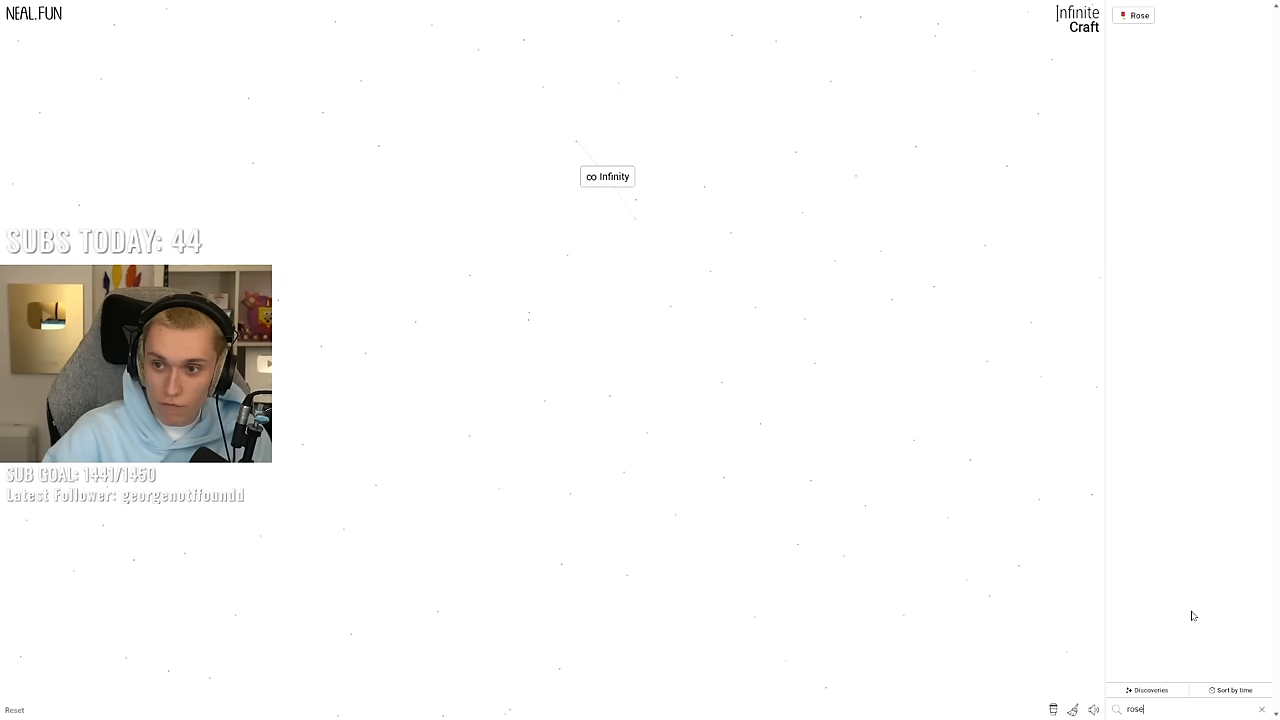 NEAL.FUN
Infinite
Craft
Rose
∞ Infinity
SUBS TODAY: 44
SUB GOAL: 1441/1450
Latest Follower: georgenotffoundd
Discoveries
Sort by time
Reset
rose